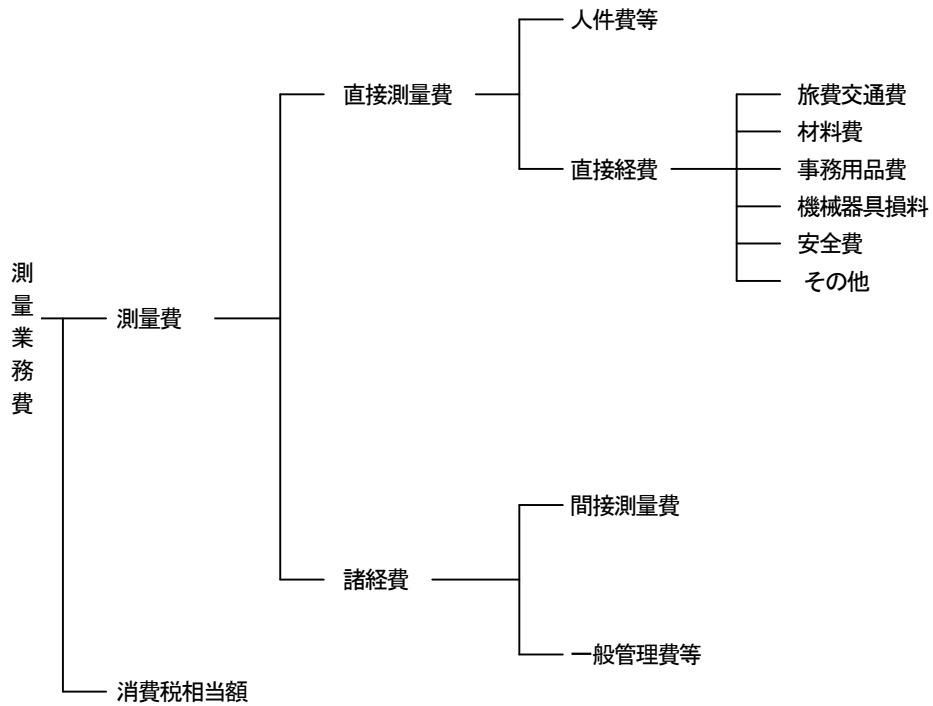 人件費等
直接測量費
旅費交通費
材料費
直接経費
事務用品費
機械器具損料
安全費
その他
測量業務費
測量費
間接測量費
諸経費
一般管理費等
消費税相当額